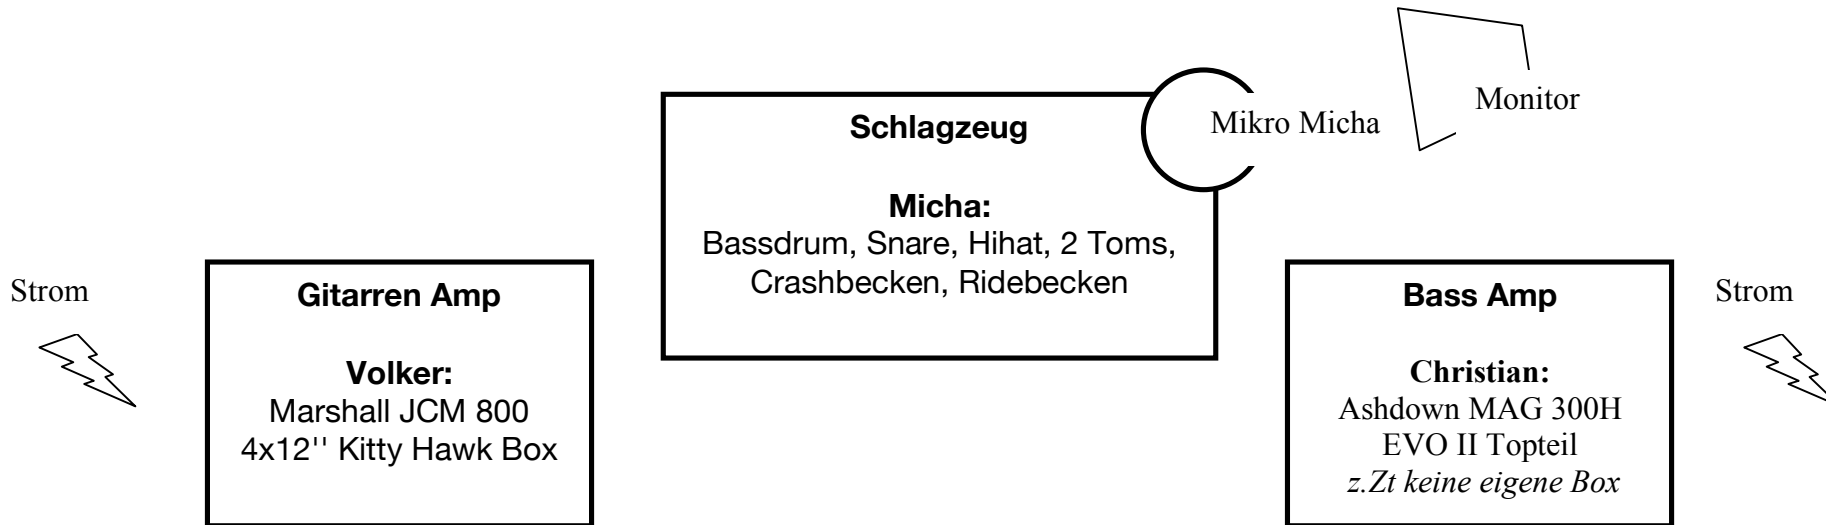 Monitor
Mikro Micha
Schlagzeug
Micha:
Bassdrum, Snare, Hihat, 2 Toms,
Crashbecken, Ridebecken
Strom
Gitarren Amp
Volker:
Marshall JCM 800
4x12'' Kitty Hawk Box
Bass Amp
Christian:
Ashdown MAG 300H
EVO II Topteil
z.Zt keine eigene Box
Strom